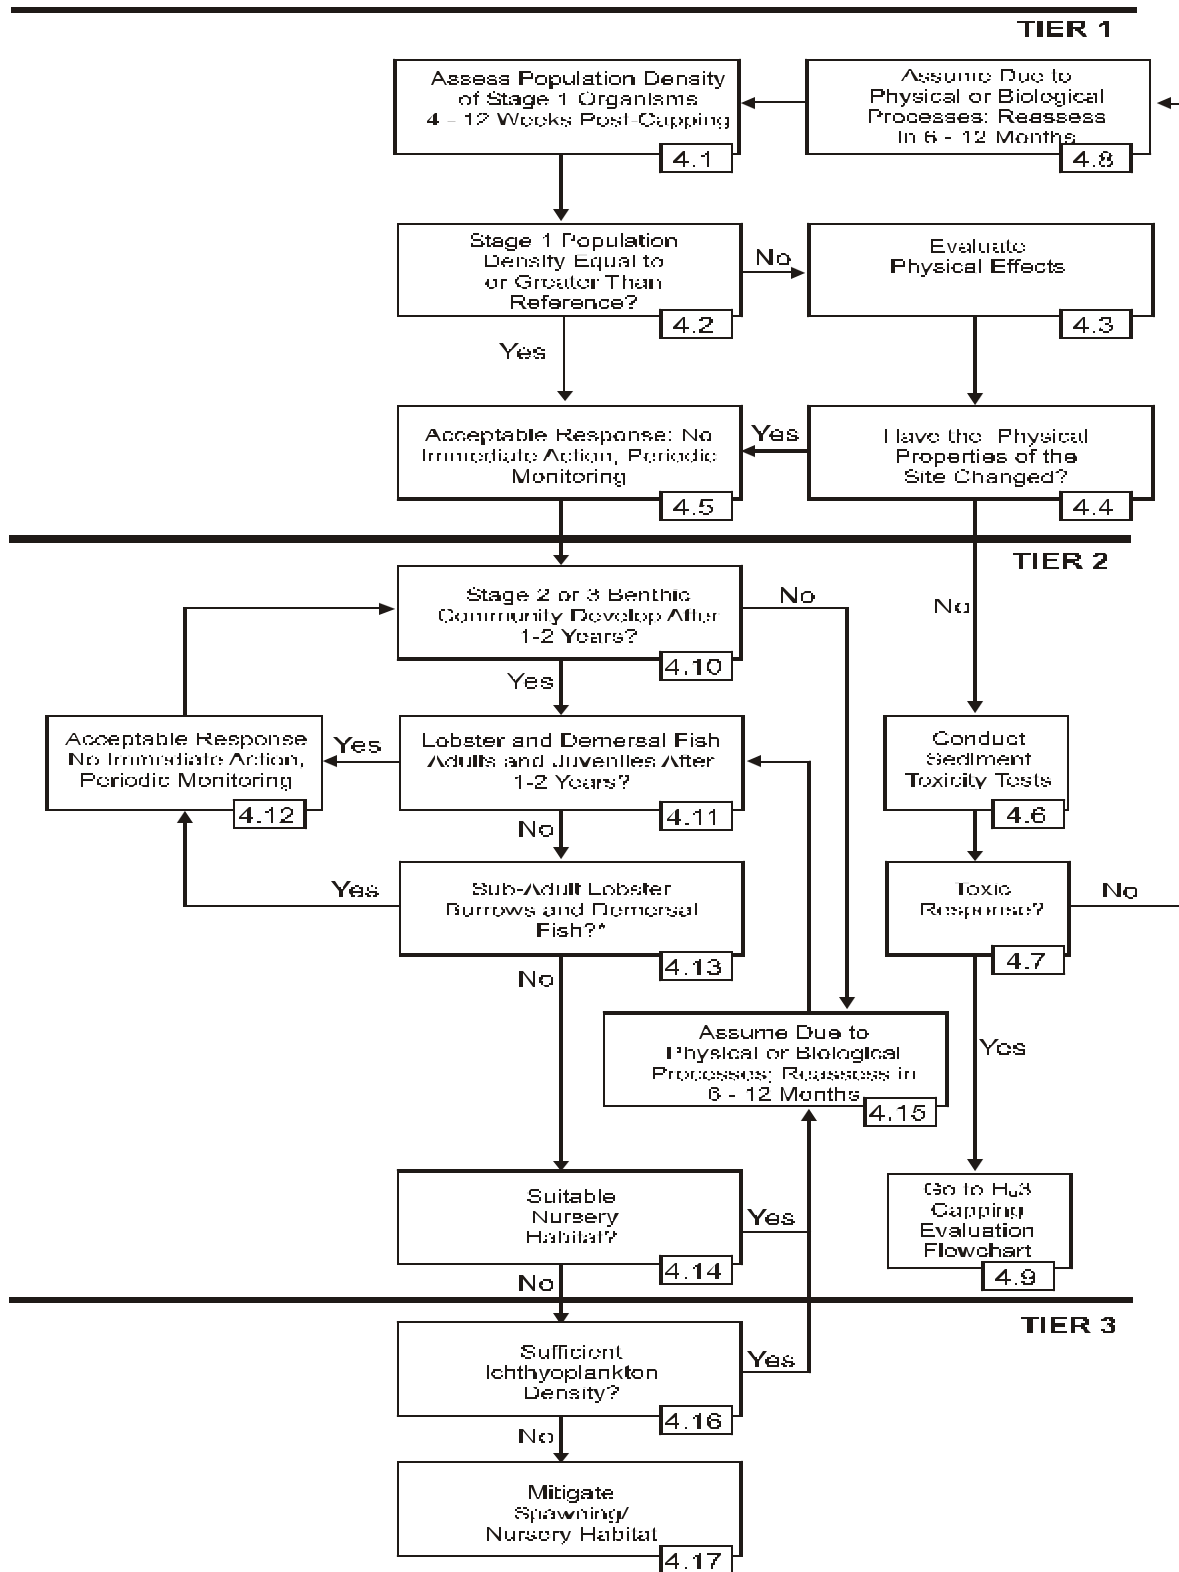 TIER 1
Assess Population Density
of Stage 1 Organisms
4 - 12 Weeks Post-Capping
4.1
Assume Due to
Physical or Biological
Processes: Reassess
in 6 - 12 Months
4.8
Stage 1 Population
Density Equal to
or Greater Than
Reference?
4.2
No
Evaluate
Physical Effects
4.3
Yes
Acceptable Response: No
Immediate Action, Periodic
Monitoring
4.5
Yes
Have the Physical
Properties of the
Site Changed?
4.4
TIER 2
Stage 2 or 3 Benthic
Community Develop After
1-2 Years?
4.10
No
No
Yes
Acceptable Response
No Immediate Action,
Periodic Monitoring
4.12
Yes
Lobster and Demersal Fish
Adults and Juveniles After
1-2 Years?
4.11
Conduct
Sediment
Toxicity Tests
4.6
No
Yes
Sub-Adult Lobster
Burrows and Demersal
Fish?*
4.13
Toxic
Response?
4.7
No
No
Assume Due to
Physical or Biological
Processes; Reassess in
6 - 12 Months
4.15
Yes
Suitable
Nursery
Habitat?
4.14
Yes
Go to H₀3
Capping
Evaluation
Flowchart
4.9
No
TIER 3
Sufficient
Ichthyoplankton
Density?
4.16
Yes
No
Mitigate
Spawning/
Nursery Habitat
4.17